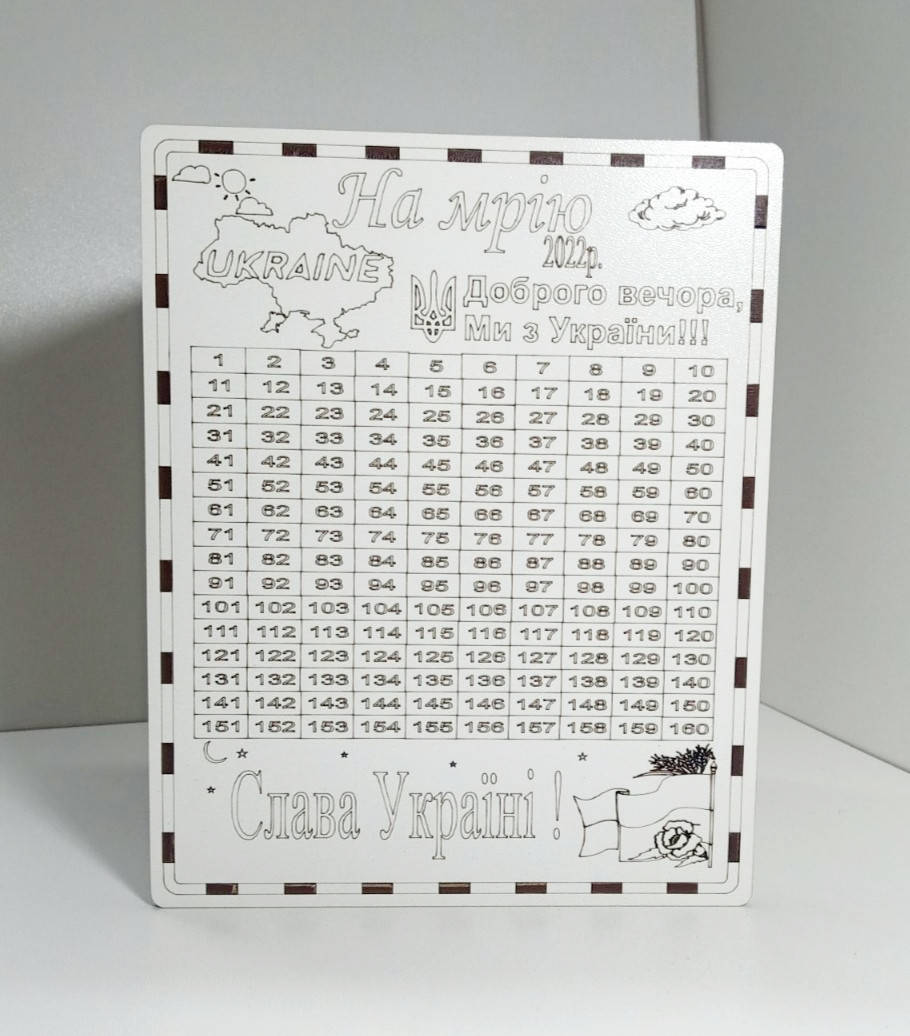 На мрію
2022р.
UKRAINE
Доброго вечора,
Ми з України!!!
1 2 3 4 5 6 7 8 9 10
11 12 13 14 15 16 17 18 19 20
21 22 23 24 25 26 27 28 29 30
31 32 33 34 35 36 37 38 39 40
41 42 43 44 45 46 47 48 49 50
51 52 53 54 55 56 57 58 59 60
61 62 63 64 65 66 67 68 69 70
71 72 73 74 75 76 77 78 79 80
81 82 83 84 85 86 87 88 89 90
91 92 93 94 95 96 97 98 99 100
101 102 103 104 105 106 107 108 109 110
111 112 113 114 115 116 117 118 119 120
121 122 123 124 125 126 127 128 129 130
131 132 133 134 135 136 137 138 139 140
141 142 143 144 145 146 147 148 149 150
151 152 153 154 155 156 157 158 159 160
Слава Україні !